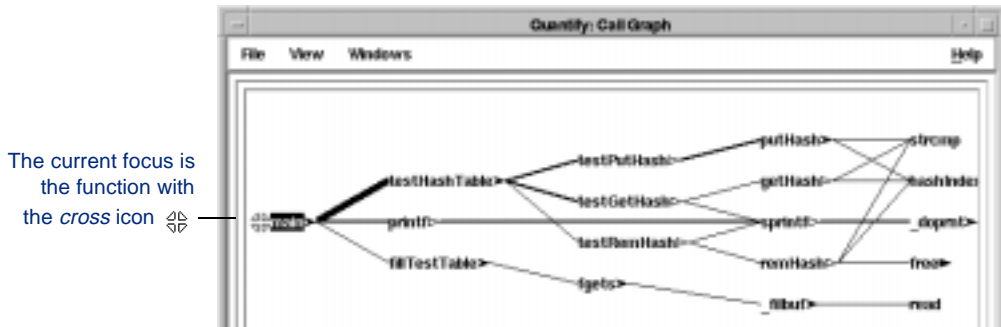 Quantify: Call Graph
File View Windows Help
The current focus is
the function with
the cross icon
main
testHashTable
printf
fillTestTable
testPutHash
testGetHash
testRemHash
fgets
putHash
getHash
sprintf
remHash
_filbuf
strcmp
hashIndex
_doprnt
free
read